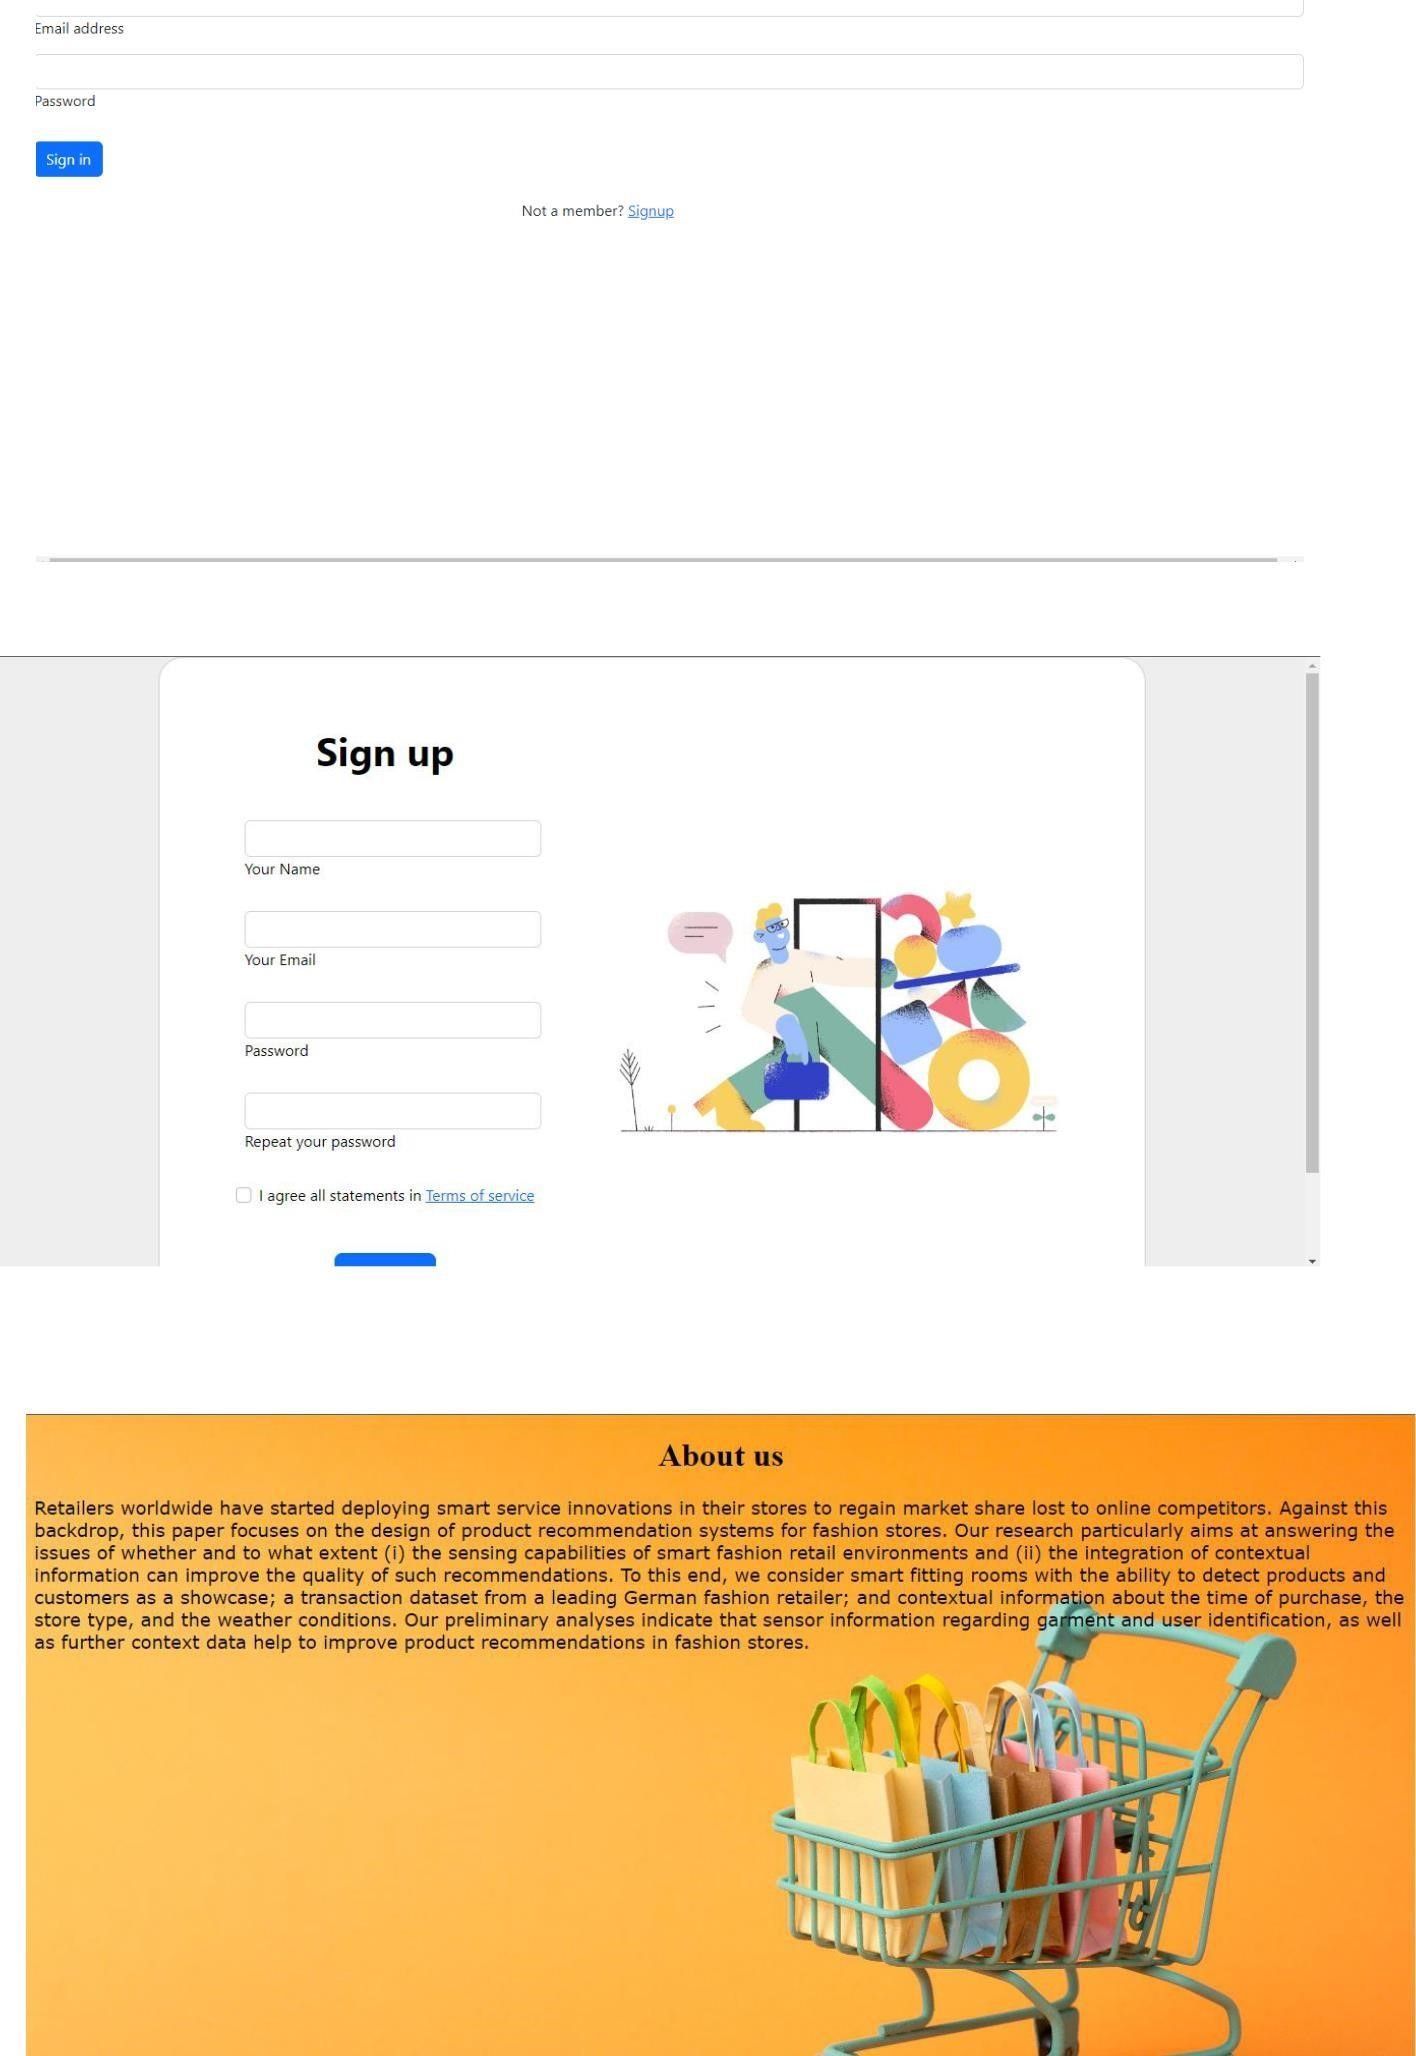 Email address
Password
Sign in
Not a member? Signup
Sign up
Your Name
Your Email
Password
Repeat your password
I agree all statements in Terms of service
About us
Retailers worldwide have started deploying smart service innovations in their stores to regain market share lost to online competitors. Against this
backdrop, this paper focuses on the design of product recommendation systems for fashion stores. Our research particularly aims at answering the
issues of whether and to what extent (i) the sensing capabilities of smart fashion retail environments and (ii) the integration of contextual
information can improve the quality of such recommendations. To this end, we consider smart fitting rooms with the ability to detect products and
customers as a showcase; a transaction dataset from a leading German fashion retailer; and contextual information about the time of purchase, the
store type, and the weather conditions. Our preliminary analyses indicate that sensor information regarding garment and user identification, as well
as further context data help to improve product recommendations in fashion stores.